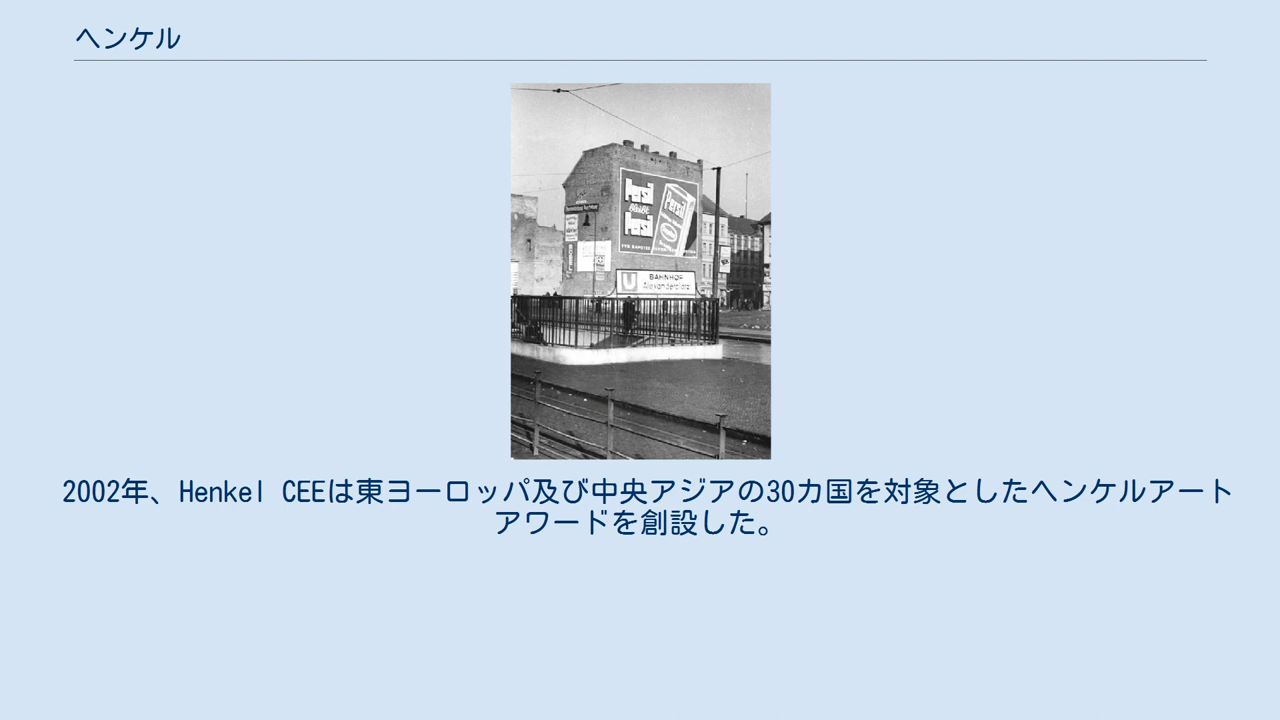 ヘンケル
Persil
bleibt
Persil
Persil
U
BAHNHOF
Alexanderplatz
2002年、Henkel CEEは東ヨーロッパ及び中央アジアの30カ国を対象としたヘンケルアート
アワードを創設した。